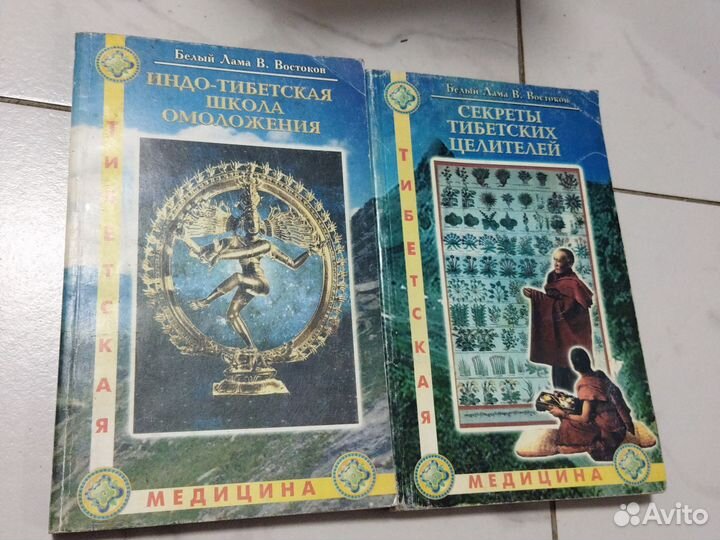 Белый Лама В. Востоков
ИНДО-ТИБЕТСКАЯ
ШКОЛА
ОМОЛОЖЕНИЯ
ТИБЕТСКАЯ
МЕДИЦИНА
Белый Лама В. Востоков
СЕКРЕТЫ
ТИБЕТСКИХ
ЦЕЛИТЕЛЕЙ
ТИБЕТСКАЯ
МЕДИЦИНА
Avito